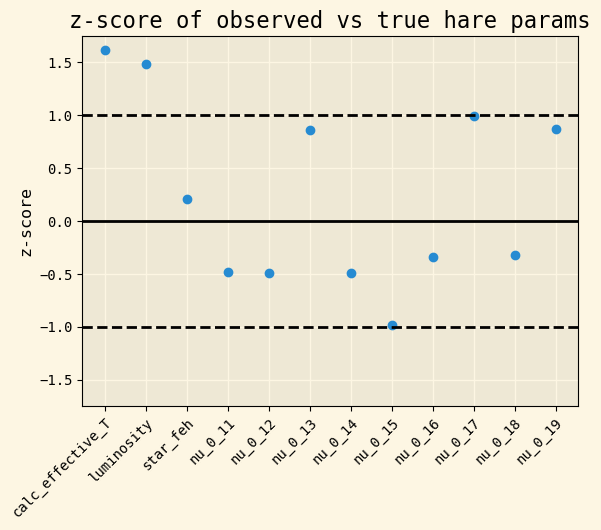 z-score of observed vs true hare params
z-score
1.5
1.0
0.5
0.0
−0.5
−1.0
−1.5
calc_effective_T
luminosity
star_feh
nu_0_11
nu_0_12
nu_0_13
nu_0_14
nu_0_15
nu_0_16
nu_0_17
nu_0_18
nu_0_19